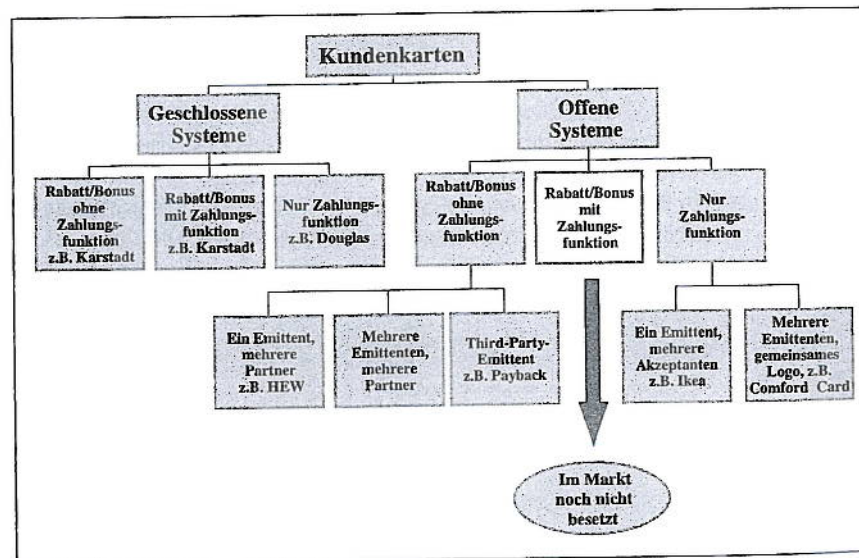 Kundenkarten
Geschlossene
Systeme
Offene
Systeme
Rabatt/Bonus
ohne
Zahlungs-
funktion
z.B. Karstadt
Rabatt/Bonus
mit Zahlungs-
funktion
z.B. Karstadt
Nur Zahlungs-
funktion
z.B. Douglas
Rabatt/Bonus
ohne
Zahlungs-
funktion
Rabatt/Bonus
mit
Zahlungs-
funktion
Nur
Zahlungs-
funktion
Ein Emittent,
mehrere
Partner
z.B. HEW
Mehrere
Emittenten,
mehrere
Partner
Third-Party-
Emittent
z.B. Payback
Ein Emittent,
mehrere
Akzeptanten
z.B. Ikea
Mehrere
Emittenten,
gemeinsames
Logo, z.B.
Comford Card
Im Markt
noch nicht
besetzt